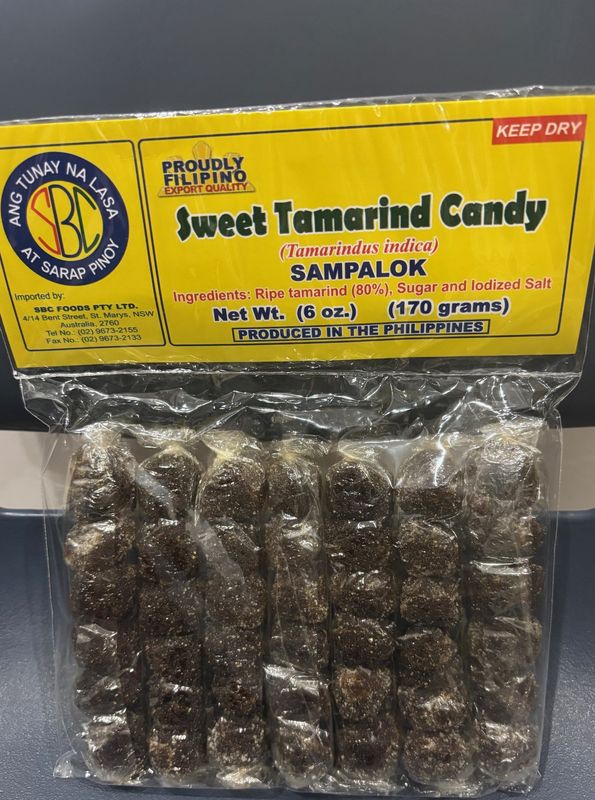 KEEP DRY
ANG TUNAY NA LASA
SBC
AT SARAP PINOY
Imported by:
SBC FOODS PTY LTD.
4/14 Bent Street, St. Marys, NSW
Australia, 2760
Tel No.: (02) 9673-2155
Fax No.: (02) 9673-2133
PROUDLY
FILIPINO
EXPORT QUALITY
Sweet Tamarind Candy
(Tamarindus indica)
SAMPALOK
Ingredients: Ripe tamarind (80%), Sugar and Iodized Salt
Net Wt. (6 oz.) (170 grams)
PRODUCED IN THE PHILIPPINES